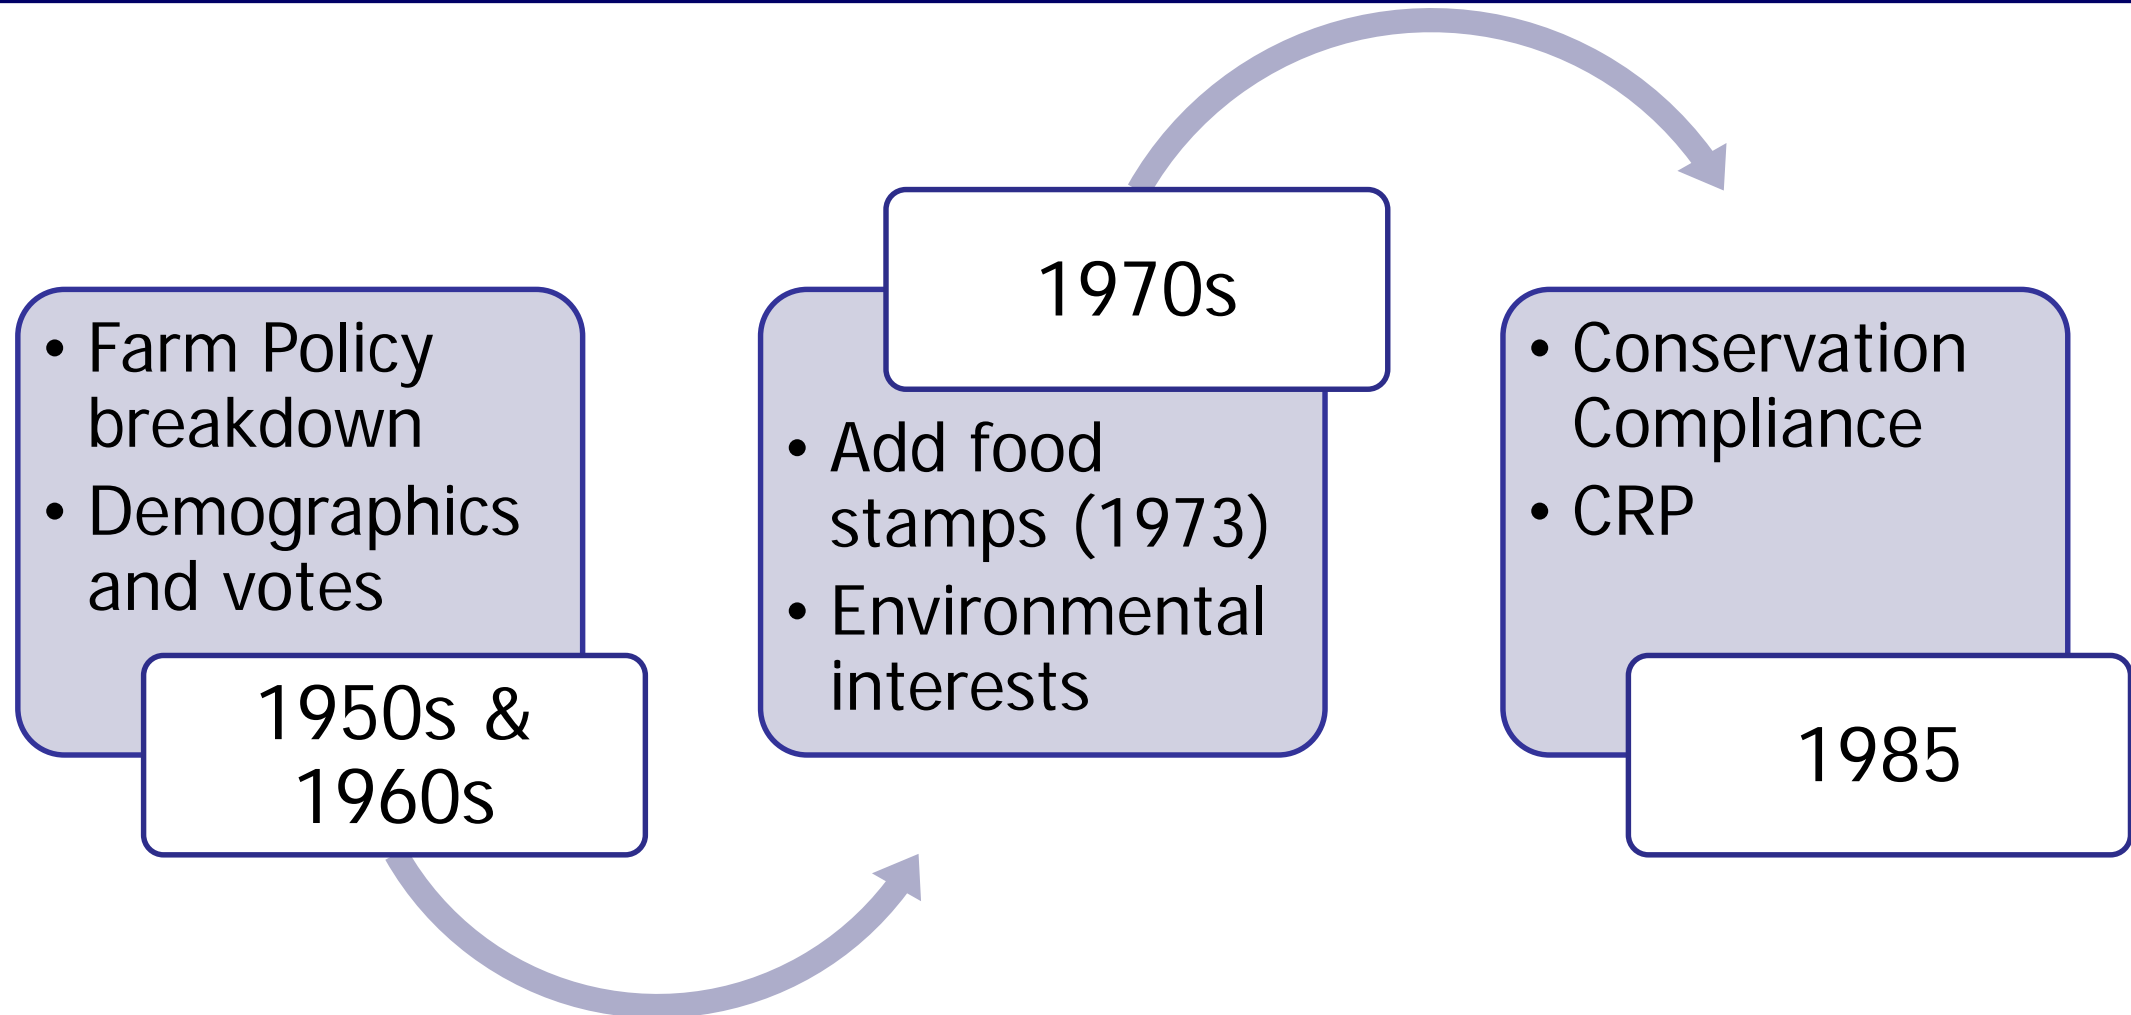 • Farm Policy
breakdown
• Demographics
and votes
1950s &
1960s
1970s
• Add food
stamps (1973)
• Environmental
interests
• Conservation
Compliance
• CRP
1985